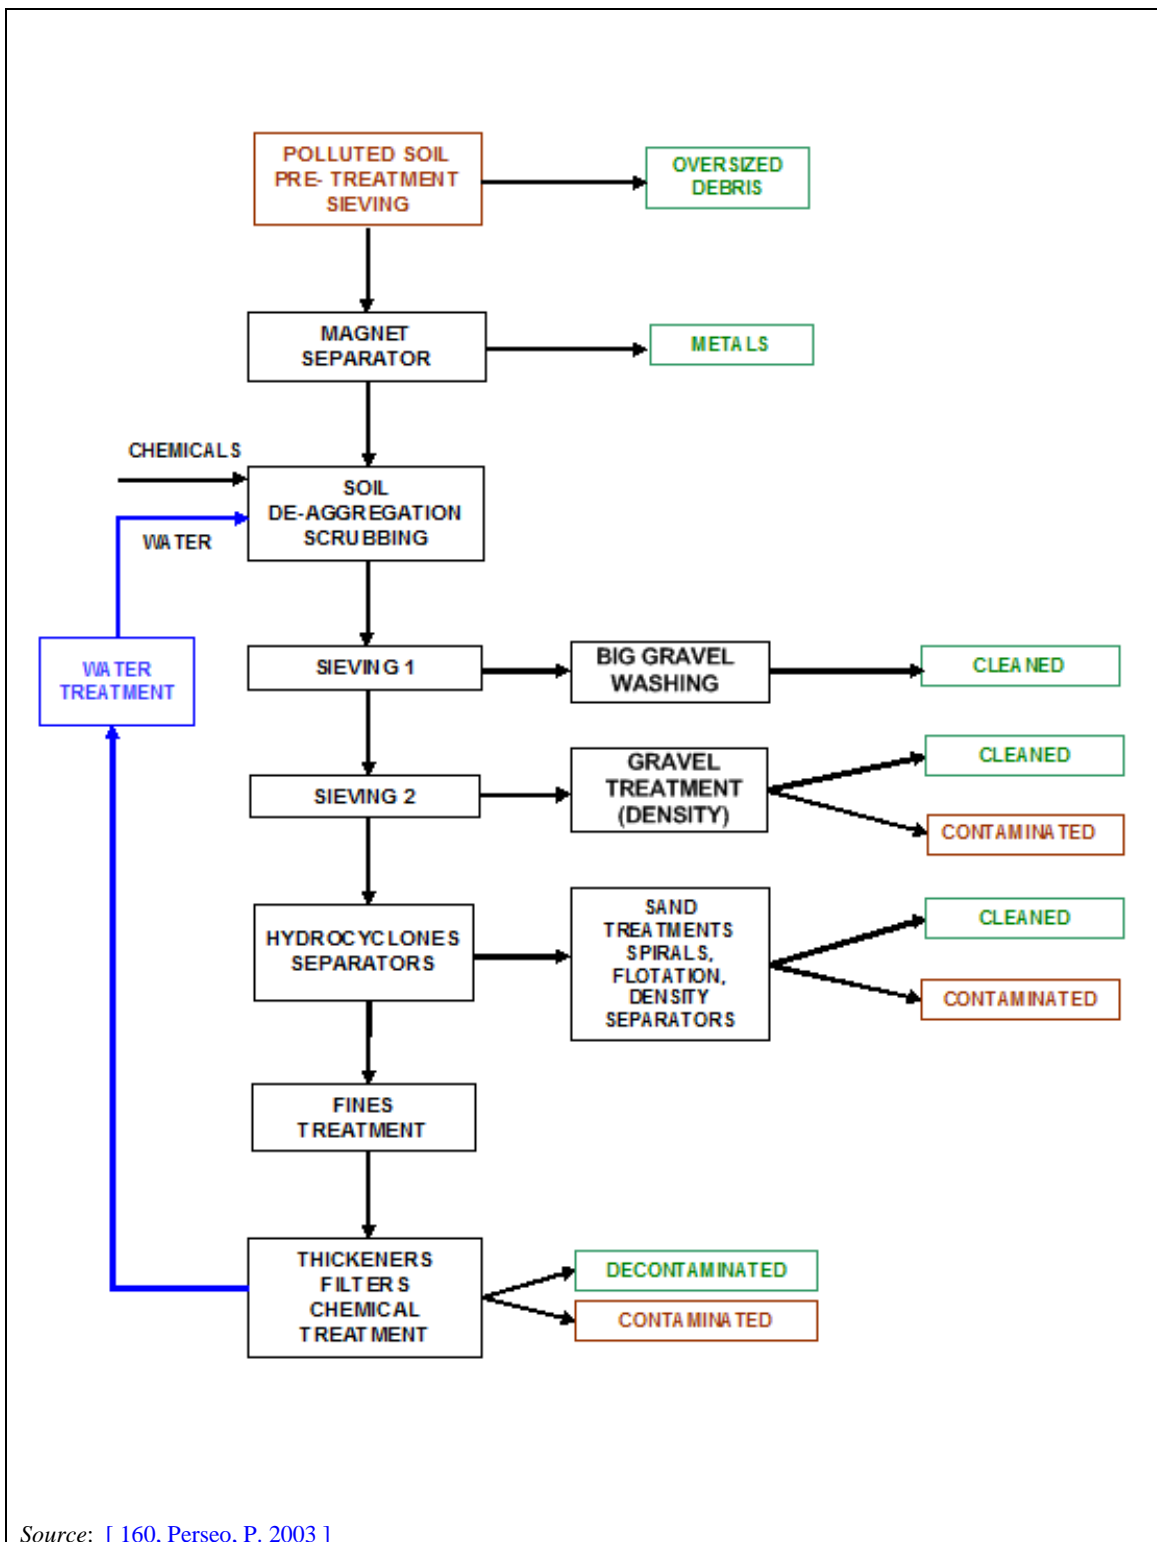 POLLUTED SOIL
PRE- TREATMENT
SIEVING
OVERSIZED
DEBRIS
MAGNET
SEPARATOR
METALS
CHEMICALS
SOIL
DE-AGGREGATION
SCRUBBING
WATER
WATER
TREATMENT
SIEVING 1
BIG GRAVEL
WASHING
CLEANED
SIEVING 2
GRAVEL
TREATMENT
(DENSITY)
CLEANED
CONTAMINATED
HYDROCYCLONES
SEPARATORS
SAND
TREATMENTS
SPIRALS,
FLOTATION,
DENSITY
SEPARATORS
CLEANED
CONTAMINATED
FINES
TREATMENT
THICKENERS
FILTERS
CHEMICAL
TREATMENT
DECONTAMINATED
CONTAMINATED
Source: [ 160, Perseo, P. 2003 ]